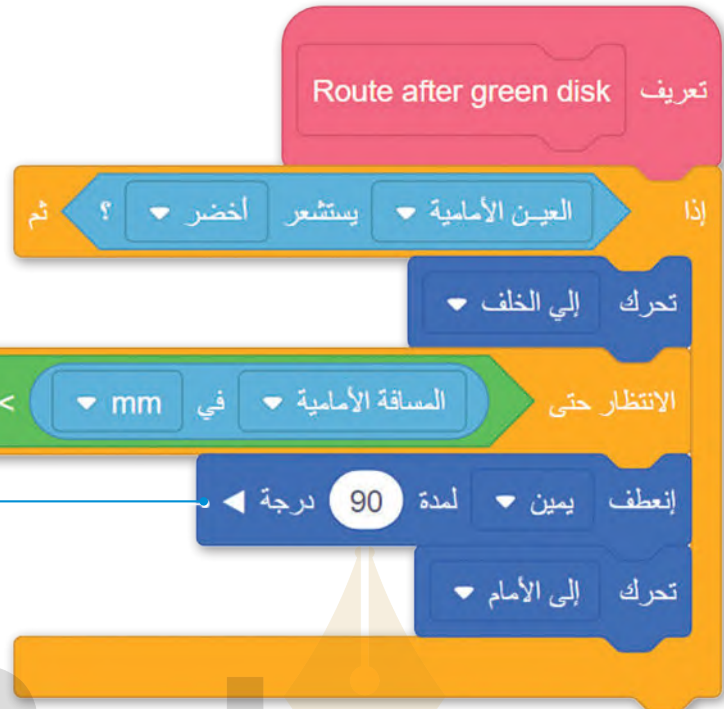 تعريف Route after green disk
إذا العيـن الأمامية يستشعر أخضر ؟ ثم
تحرك إلي الخلف
الانتظار حتى المسافة الأمامية في mm >
إنعطف يمين لمدة 90 درجة
تحرك إلى الأمام